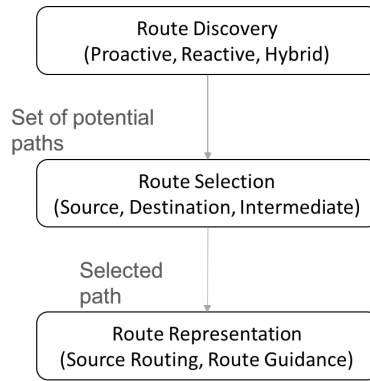 Route Discovery
(Proactive, Reactive, Hybrid)
Set of potential
paths
Route Selection
(Source, Destination, Intermediate)
Selected
path
Route Representation
(Source Routing, Route Guidance)